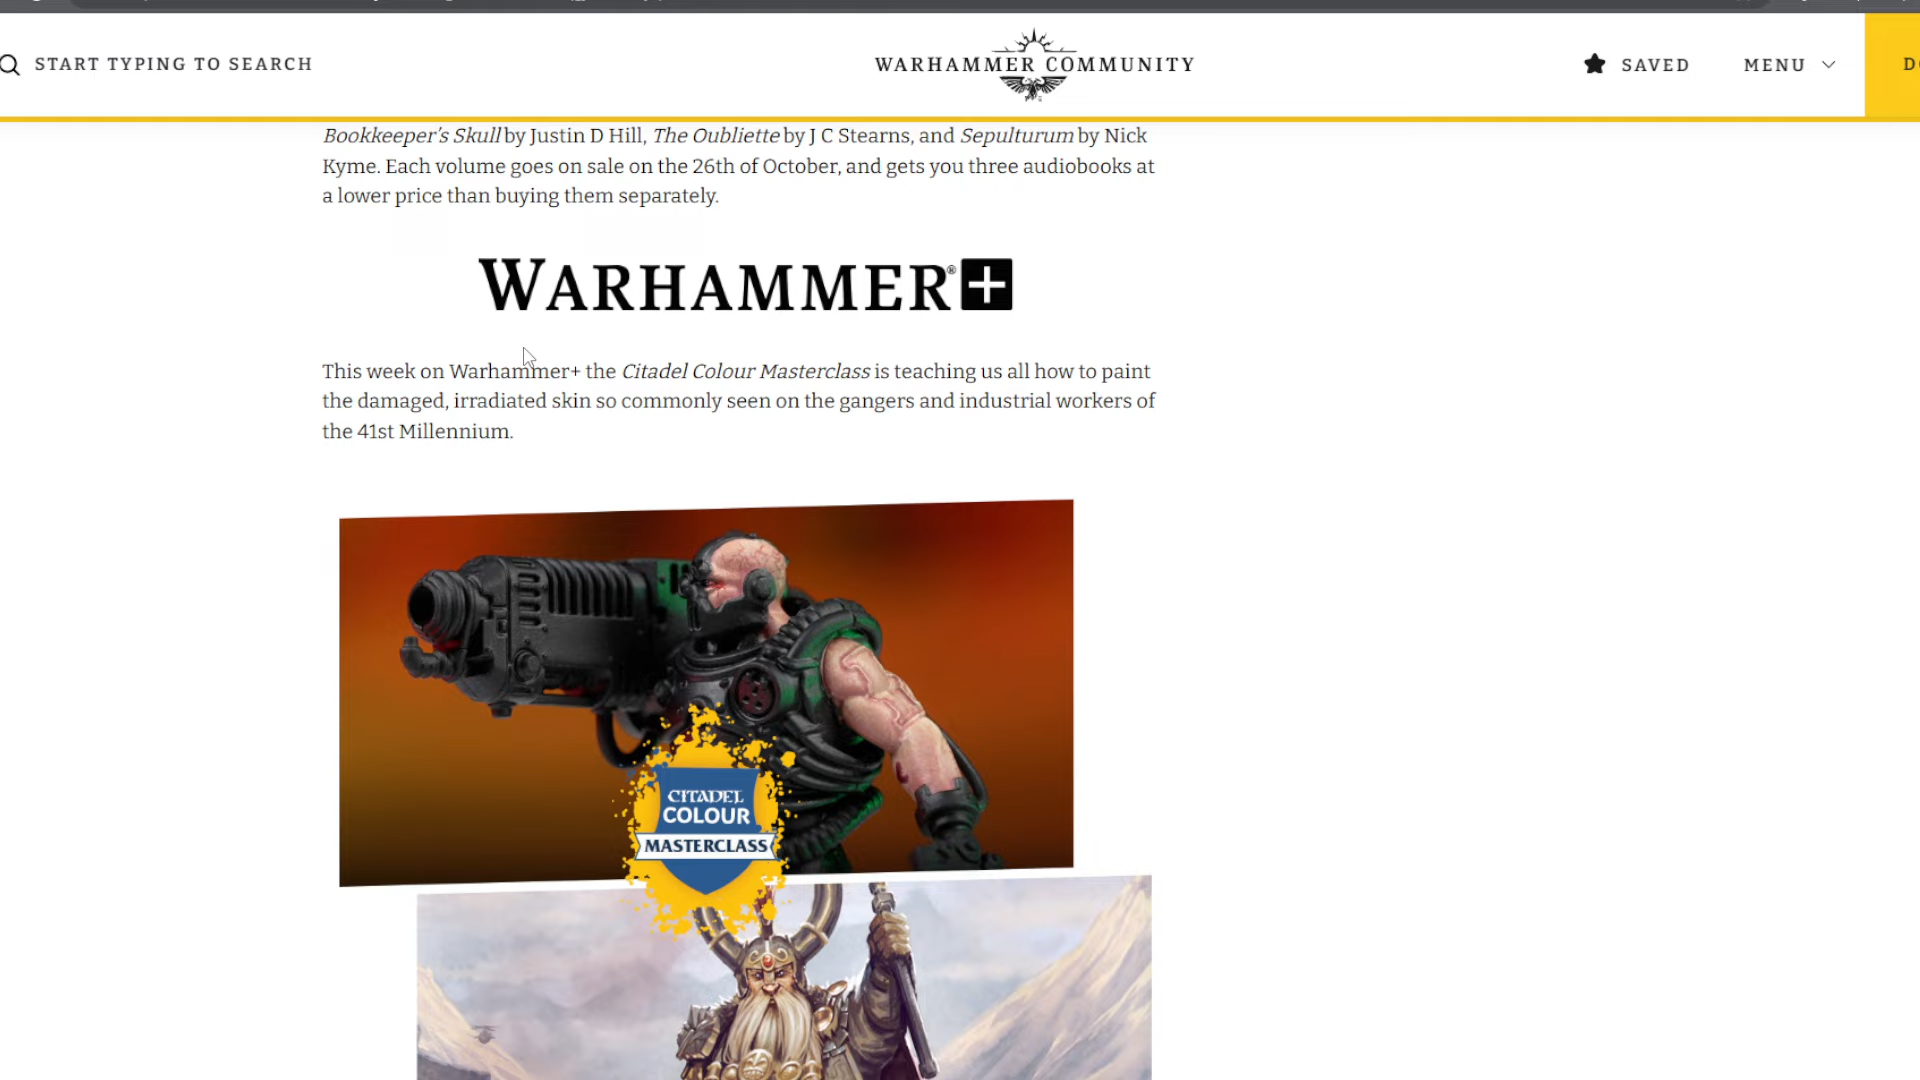 START TYPING TO SEARCH
WARHAMMER COMMUNITY
SAVED
MENU
Bookkeeper's Skull by Justin D Hill, The Oubliette by J C Stearns, and Sepulturum by Nick
Kyme. Each volume goes on sale on the 26th of October, and gets you three audiobooks at
a lower price than buying them separately.
WARHAMMER®+
This week on Warhammer+ the Citadel Colour Masterclass is teaching us all how to paint
the damaged, irradiated skin so commonly seen on the gangers and industrial workers of
the 41st Millennium.
CITADEL
COLOUR
MASTERCLASS